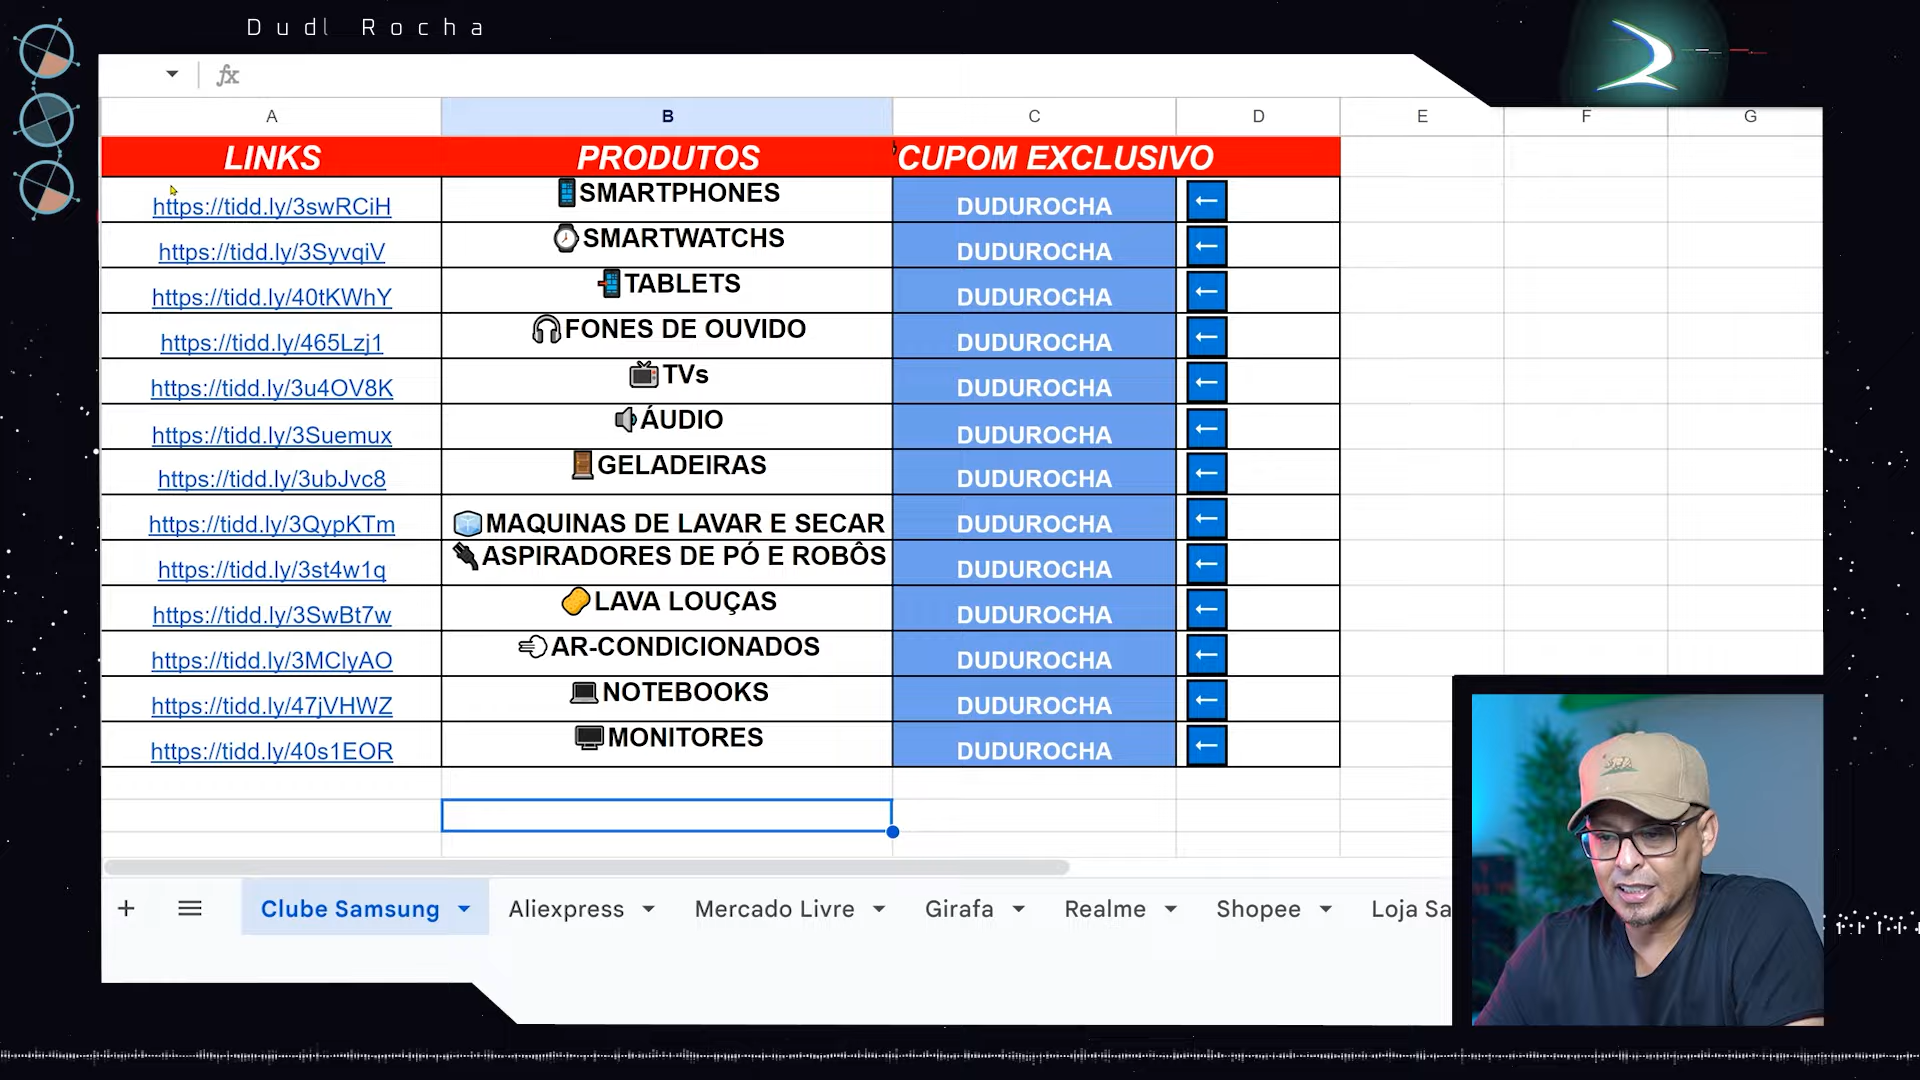 Dudl Rocha
fx
A B C D E F G
LINKS PRODUTOS CUPOM EXCLUSIVO
https://tidd.ly/3swRCiH 📱SMARTPHONES DUDUROCHA ←
https://tidd.ly/3SyvqiV ⌚SMARTWATCHS DUDUROCHA ←
https://tidd.ly/40tKWhY 📲TABLETS DUDUROCHA ←
https://tidd.ly/465Lzj1 🎧FONES DE OUVIDO DUDUROCHA ←
https://tidd.ly/3u4OV8K 📺TVs DUDUROCHA ←
https://tidd.ly/3Suemux 🔈ÁUDIO DUDUROCHA ←
https://tidd.ly/3ubJvc8 🚪GELADEIRAS DUDUROCHA ←
https://tidd.ly/3QypKTm 🧊MAQUINAS DE LAVAR E SECAR DUDUROCHA ←
https://tidd.ly/3st4w1q 🔌ASPIRADORES DE PÓ E ROBÔS DUDUROCHA ←
https://tidd.ly/3SwBt7w 🧽LAVA LOUÇAS DUDUROCHA ←
https://tidd.ly/3MClyAO 💨AR-CONDICIONADOS DUDUROCHA ←
https://tidd.ly/47jVHWZ 💻NOTEBOOKS DUDUROCHA ←
https://tidd.ly/40s1EOR 🖥MONITORES DUDUROCHA ←
+ Clube Samsung Aliexpress Mercado Livre Girafa Realme Shopee Loja Sa